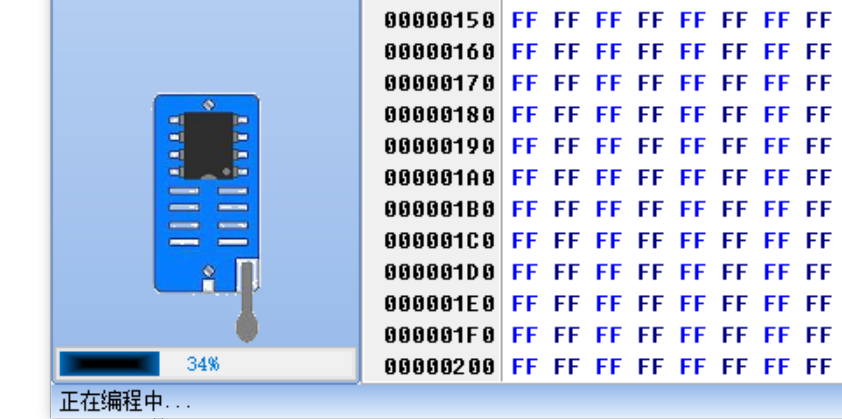 00000150 FF FF FF FF FF FF FF FF
00000160 FF FF FF FF FF FF FF FF
00000170 FF FF FF FF FF FF FF FF
00000180 FF FF FF FF FF FF FF FF
00000190 FF FF FF FF FF FF FF FF
000001A0 FF FF FF FF FF FF FF FF
000001B0 FF FF FF FF FF FF FF FF
000001C0 FF FF FF FF FF FF FF FF
000001D0 FF FF FF FF FF FF FF FF
000001E0 FF FF FF FF FF FF FF FF
000001F0 FF FF FF FF FF FF FF FF
34% 00000200 FF FF FF FF FF FF FF FF
正在编程中...